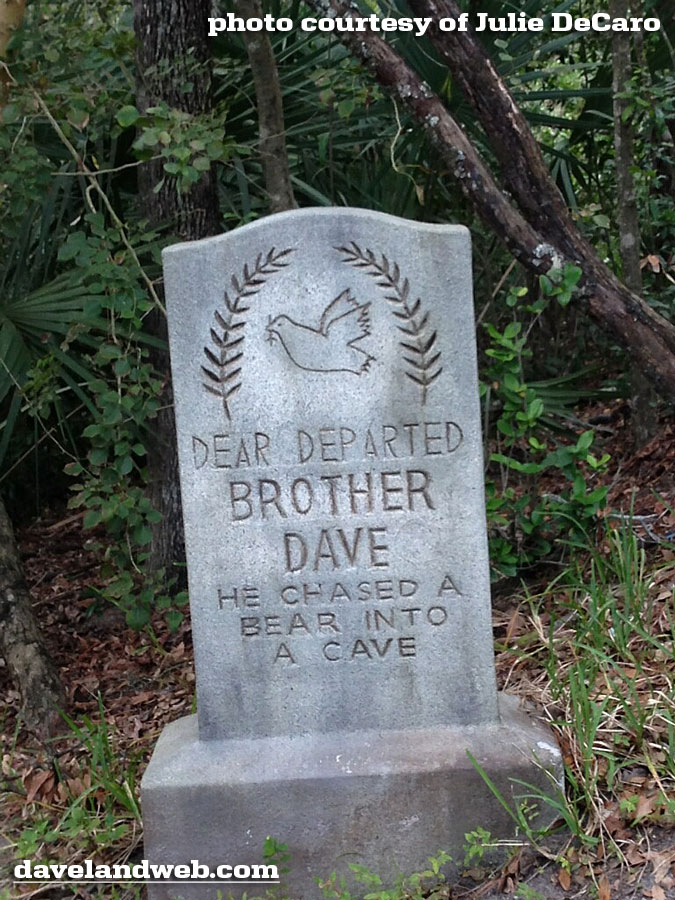 photo courtesy of Julie DeCaro
DEAR DEPARTED
BROTHER
DAVE
HE CHASED A
BEAR INTO
A CAVE
davelandweb.com